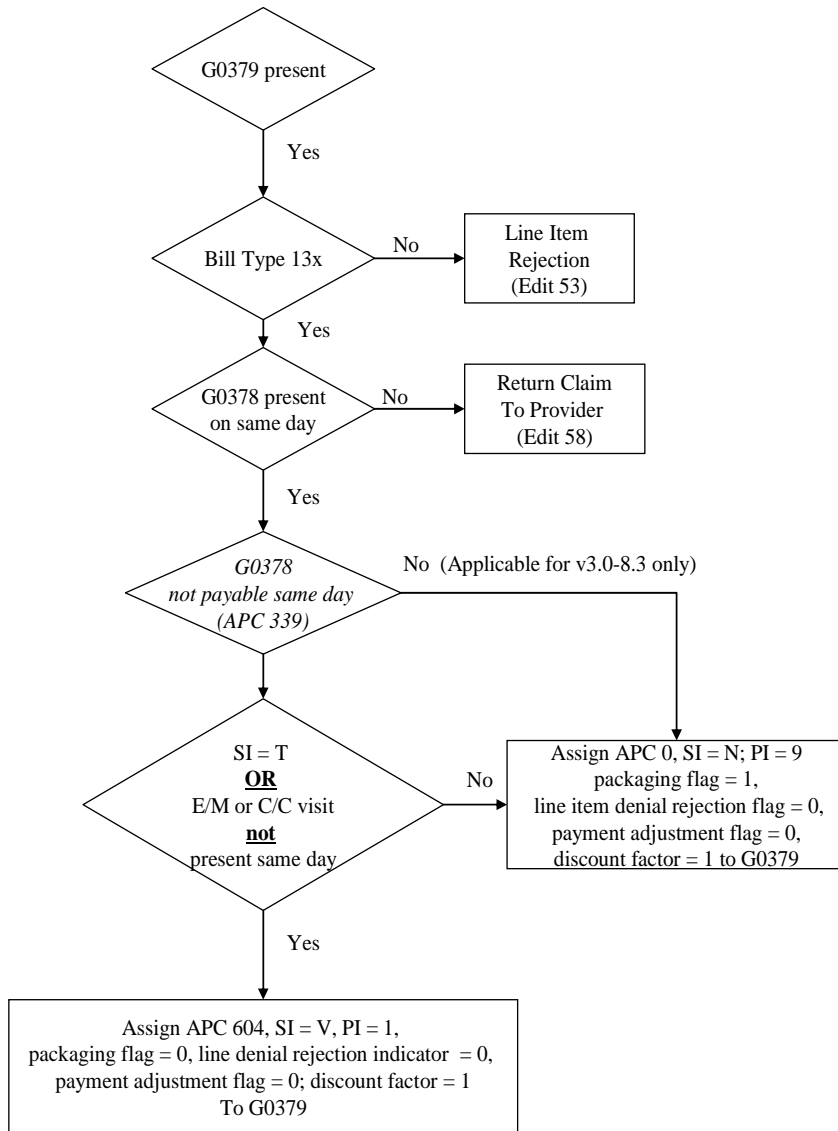 G0379 present
Yes
Bill Type 13x
No
Line Item
Rejection
(Edit 53)
Yes
G0378 present
on same day
No
Return Claim
To Provider
(Edit 58)
Yes
G0378
not payable same day
(APC 339)
No (Applicable for v3.0-8.3 only)
SI = T
OR
E/M or C/C visit
not
present same day
No
Assign APC 0, SI = N; PI = 9
packaging flag = 1,
line item denial rejection flag = 0,
payment adjustment flag = 0,
discount factor = 1 to G0379
Yes
Assign APC 604, SI = V, PI = 1,
packaging flag = 0, line denial rejection indicator = 0,
payment adjustment flag = 0; discount factor = 1
To G0379